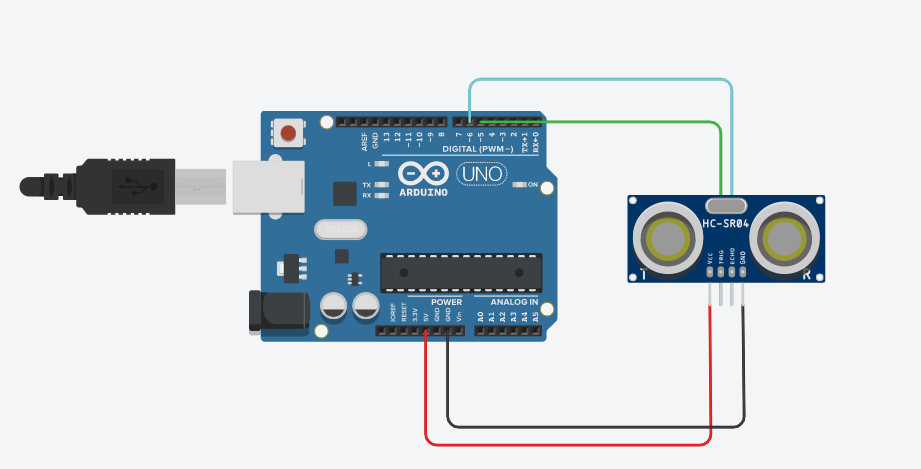 AREF
GND
13
12
~11
~10
~9
8
7
~6
~5
4
~3
2
TX→1
RX←0
DIGITAL (PWM~)
L
TX
RX
ARDUINO
UNO
ON
HC-SR04
VCC
TRIG
ECHO
GND
T
R
POWER
ANALOG IN
IOREF
RESET
3.3V
5V
GND
GND
Vin
A0
A1
A2
A3
A4
A5